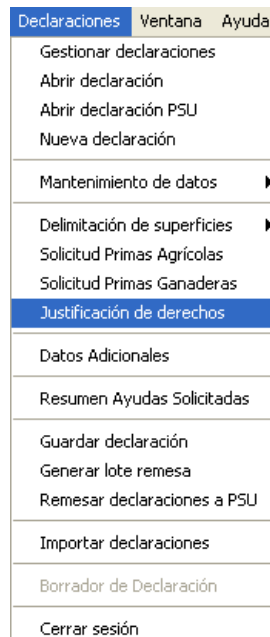 Declaraciones Ventana Ayuda
Gestionar declaraciones
Abrir declaración
Abrir declaración PSU
Nueva declaración
Mantenimiento de datos
Delimitación de superficies
Solicitud Primas Agrícolas
Solicitud Primas Ganaderas
Justificación de derechos
Datos Adicionales
Resumen Ayudas Solicitadas
Guardar declaración
Generar lote remesa
Remesar declaraciones a PSU
Importar declaraciones
Borrador de Declaración
Cerrar sesión